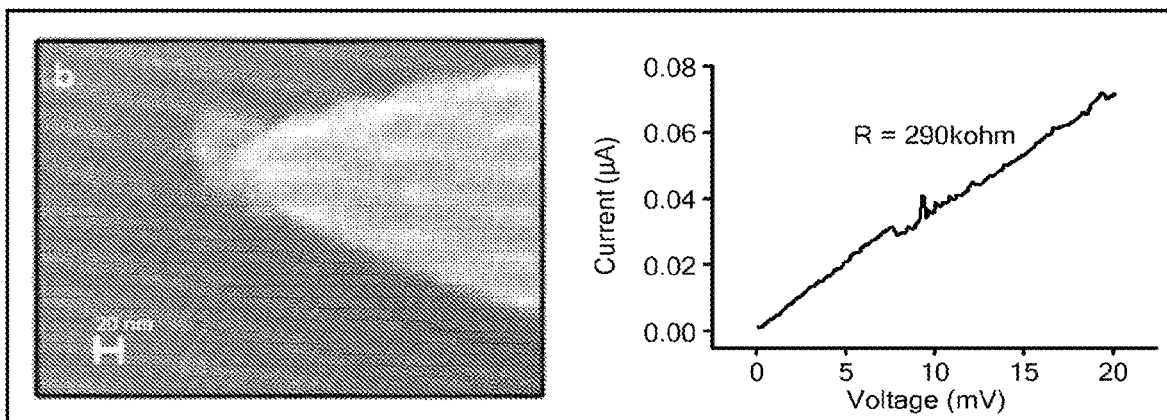 b
20 nm
0.08
0.06
0.04
0.02
0.00
Current (µA)
R = 290kohm
0 5 10 15 20
Voltage (mV)